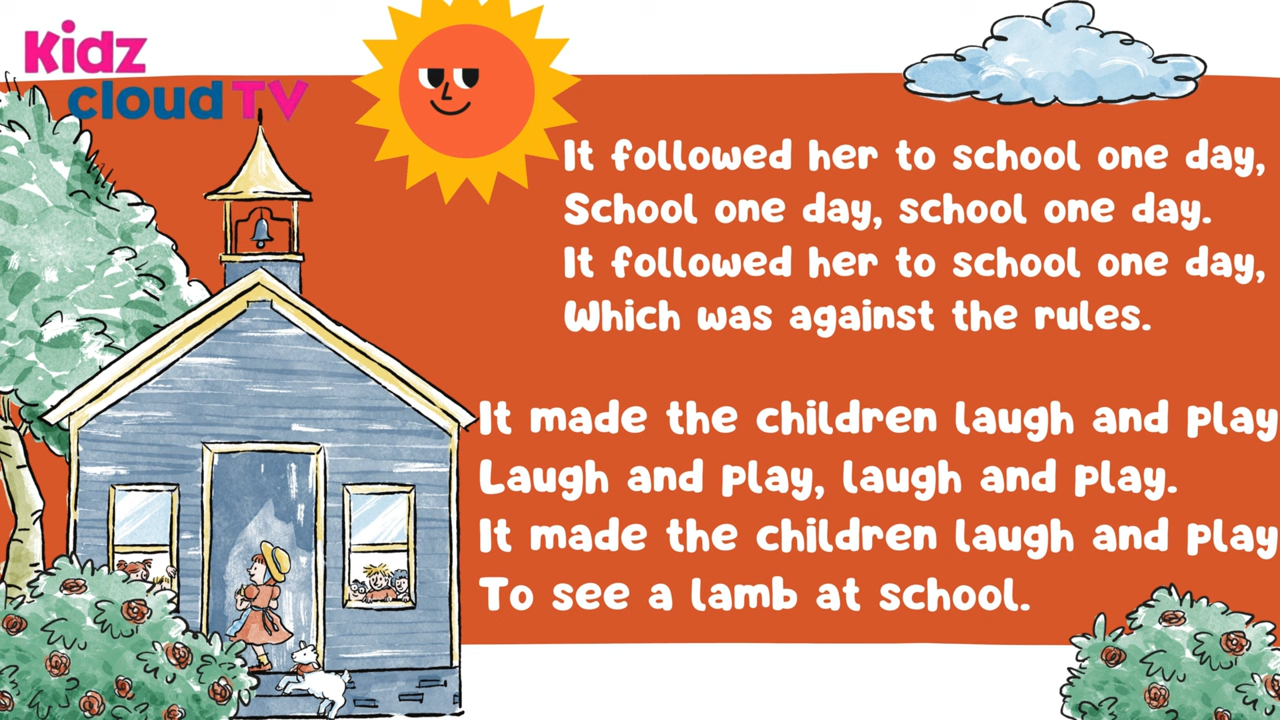 Kidz
cloud TV
It followed her to school one day,
School one day, school one day.
It followed her to school one day,
Which was against the rules.
It made the children laugh and play
Laugh and play, laugh and play.
It made the children laugh and play
To see a lamb at school.